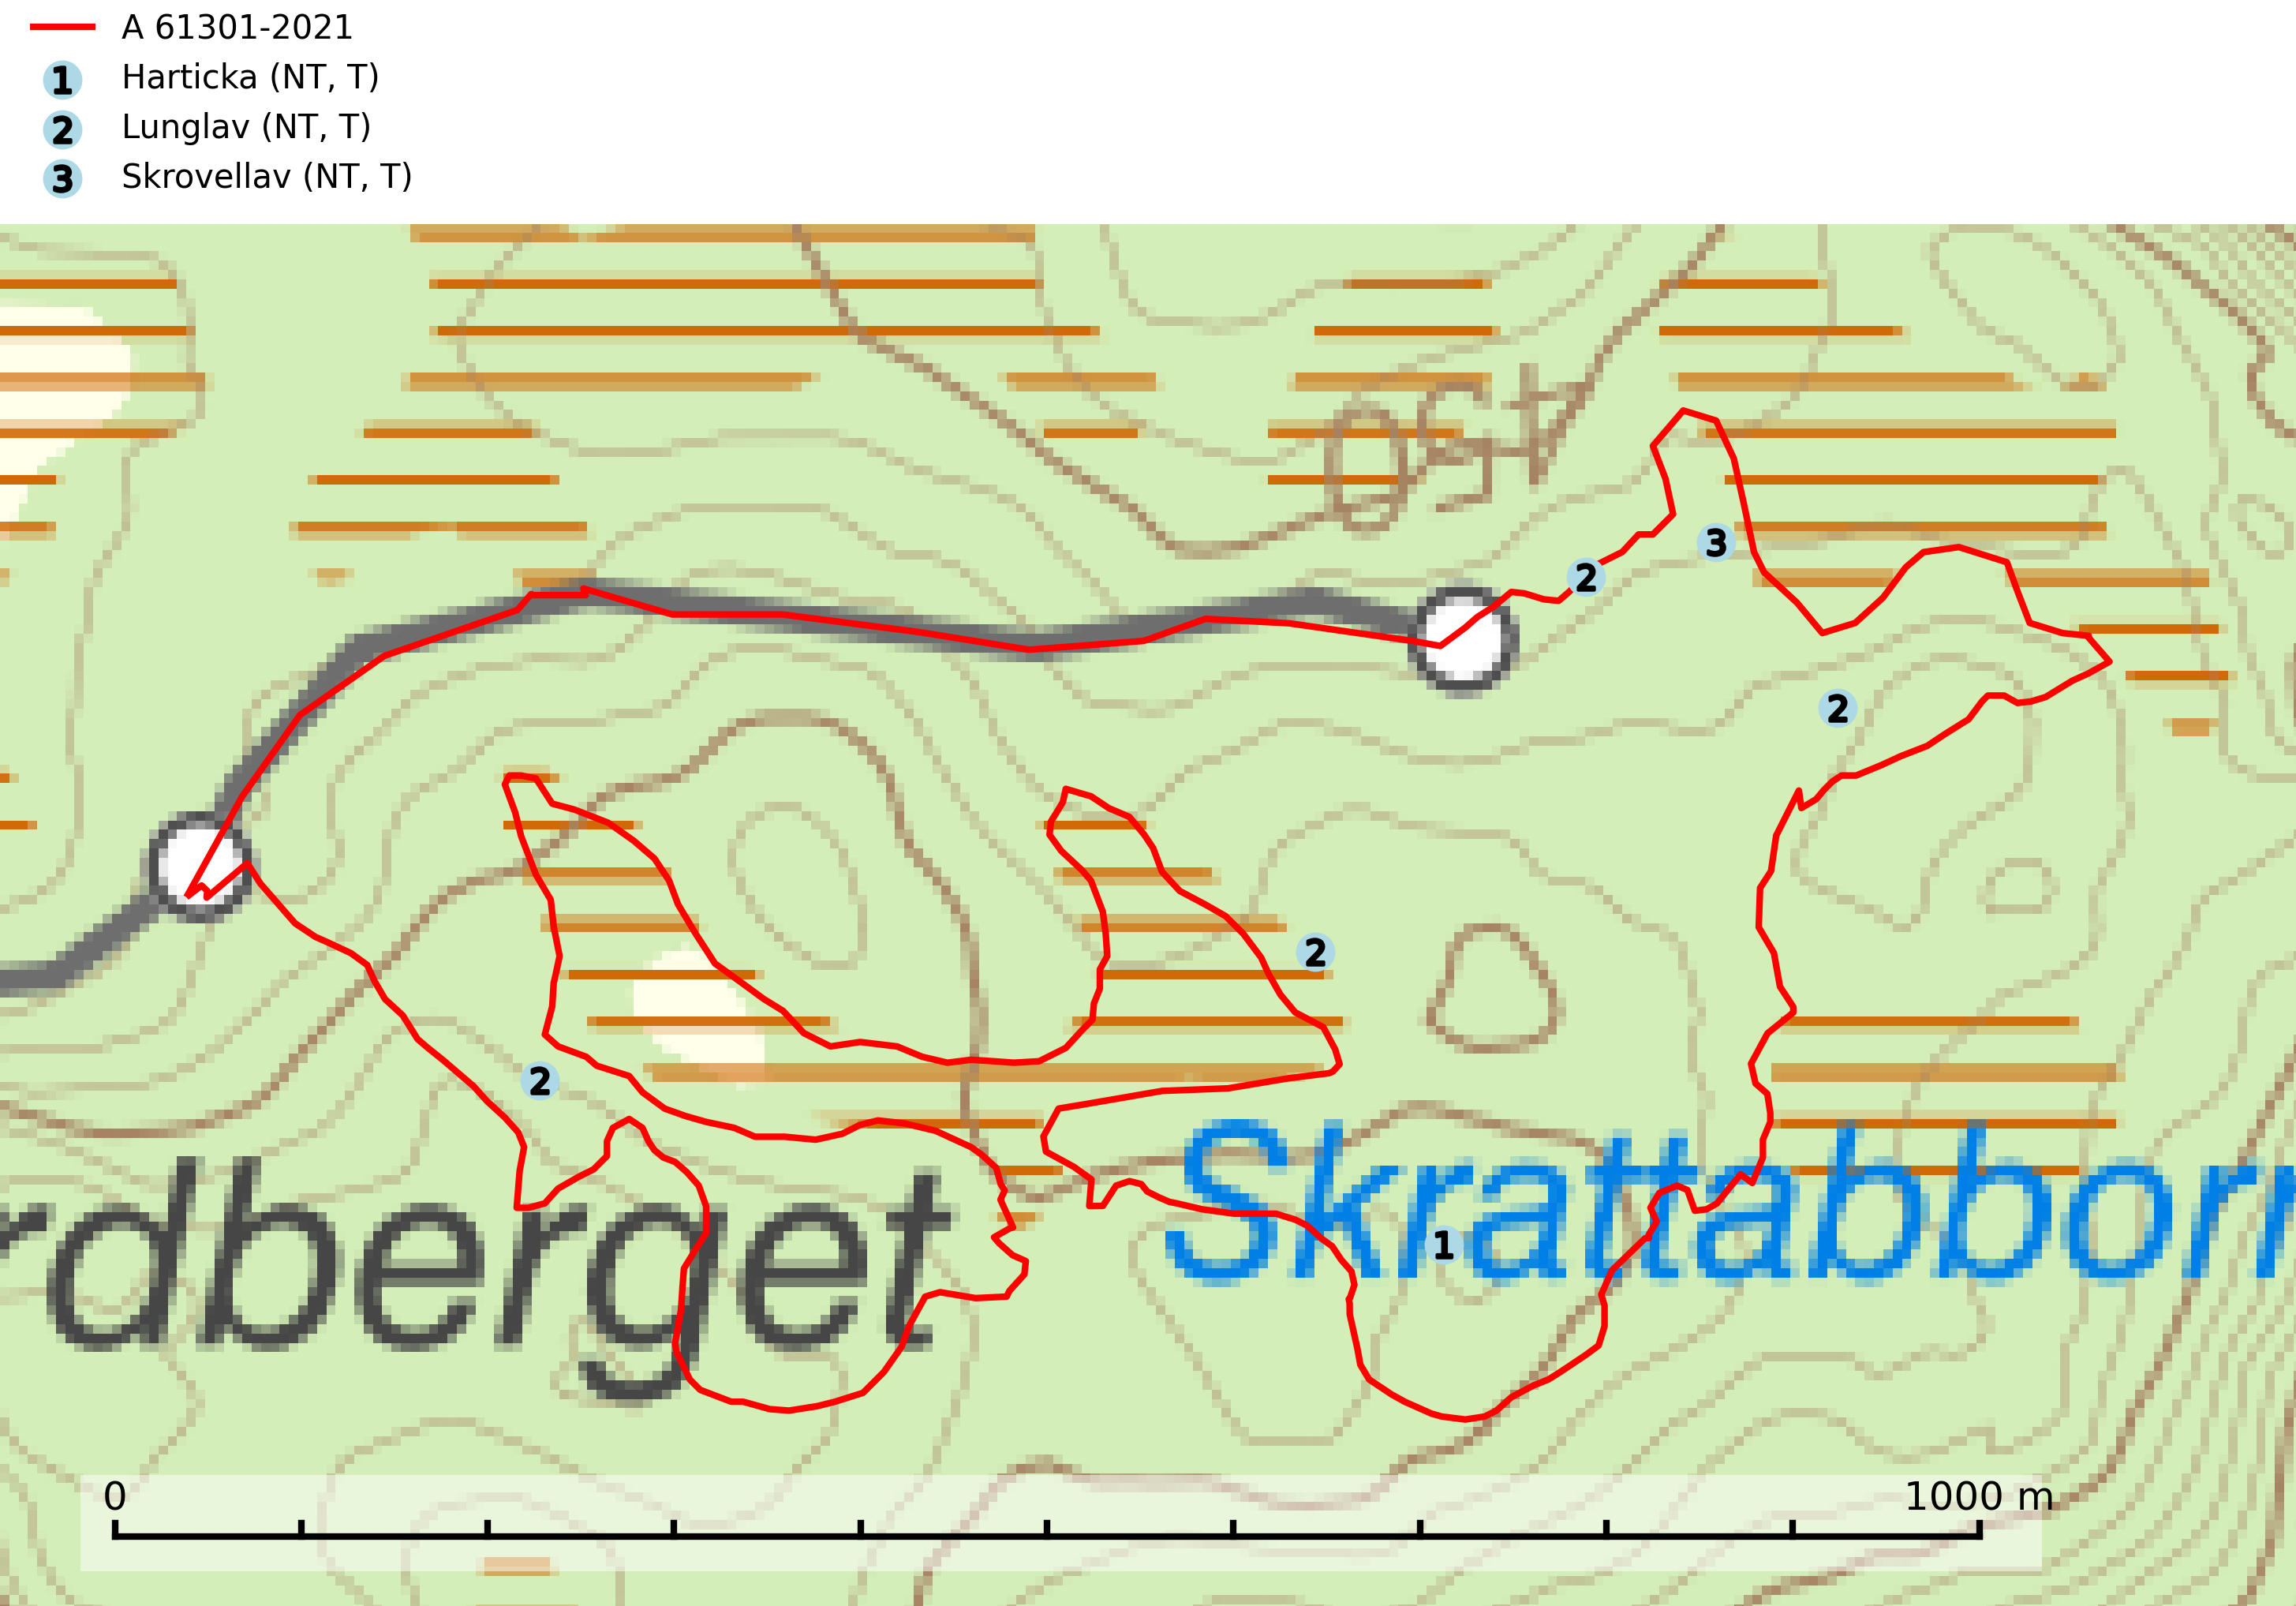 A 61301-2021
1 Harticka (NT, T)
2 Lunglav (NT, T)
3 Skrovellav (NT, T)
450
2
3
2
2
2
rdberget
Skrattabborr
1
0
1000 m